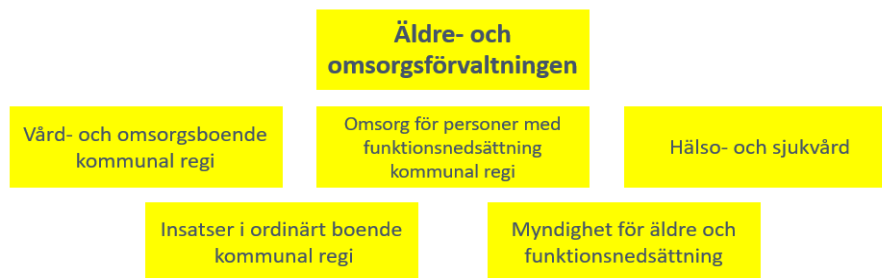 Äldre- och
omsorgsförvaltningen
Vård- och omsorgsboende
kommunal regi
Omsorg för personer med
funktionsnedsättning
kommunal regi
Hälso- och sjukvård
Insatser i ordinärt boende
kommunal regi
Myndighet för äldre och
funktionsnedsättning